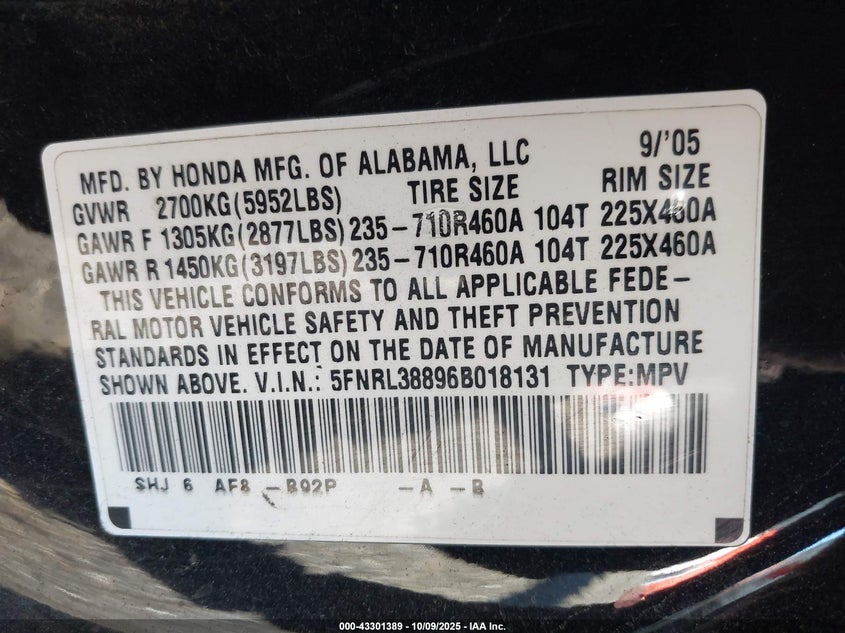 MFD. BY HONDA MFG. OF ALABAMA, LLC 9/'05
GVWR 2700KG(5952LBS) TIRE SIZE RIM SIZE
GAWR F 1305KG(2877LBS) 235-710R460A 104T 225X460A
GAWR R 1450KG(3197LBS) 235-710R460A 104T 225X460A
THIS VEHICLE CONFORMS TO ALL APPLICABLE FEDE-
RAL MOTOR VEHICLE SAFETY AND THEFT PREVENTION
STANDARDS IN EFFECT ON THE DATE OF MANUFACTURE
SHOWN ABOVE. V.I.N.: 5FNRL38896B018131 TYPE:MPV
SHJ 6 AF8 -B92P -A -B
000-43301389 - 10/09/2025 - IAA Inc.